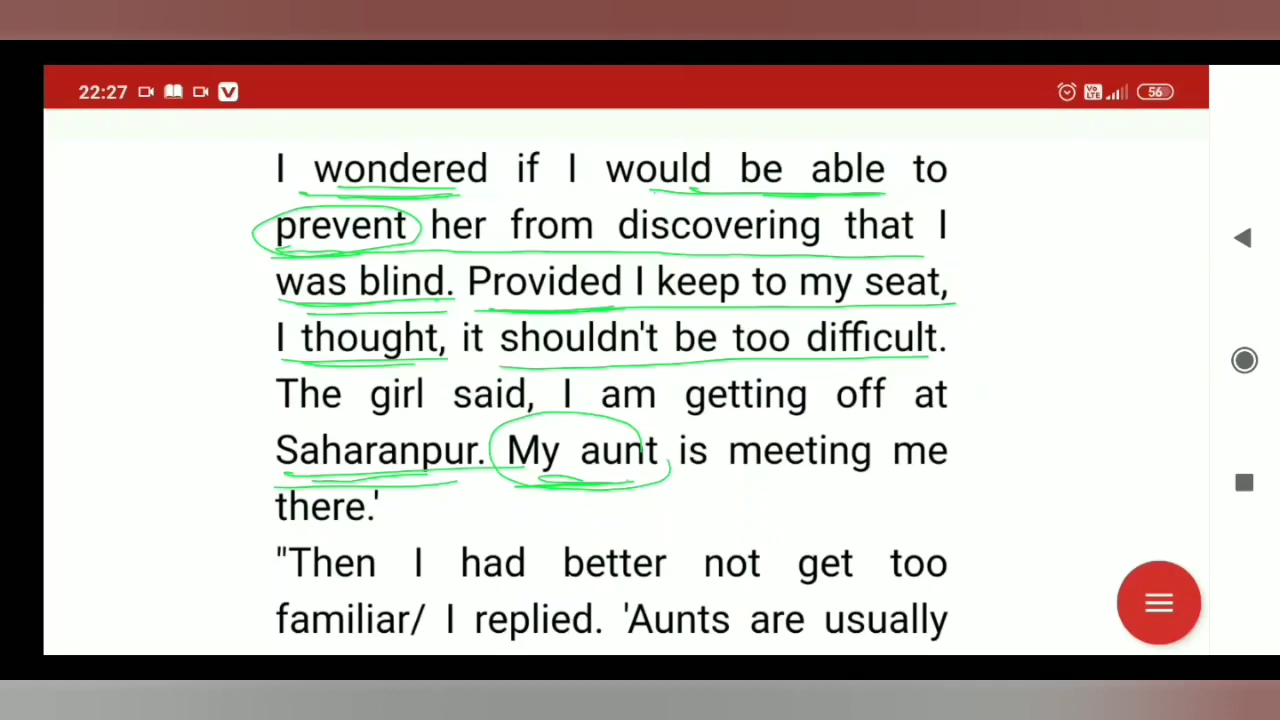 22:27
Vo LTE
56
I wondered if I would be able to
prevent her from discovering that I
was blind. Provided I keep to my seat,
I thought, it shouldn't be too difficult.
The girl said, I am getting off at
Saharanpur. My aunt is meeting me
there.'
"Then I had better not get too
familiar/ I replied. 'Aunts are usually